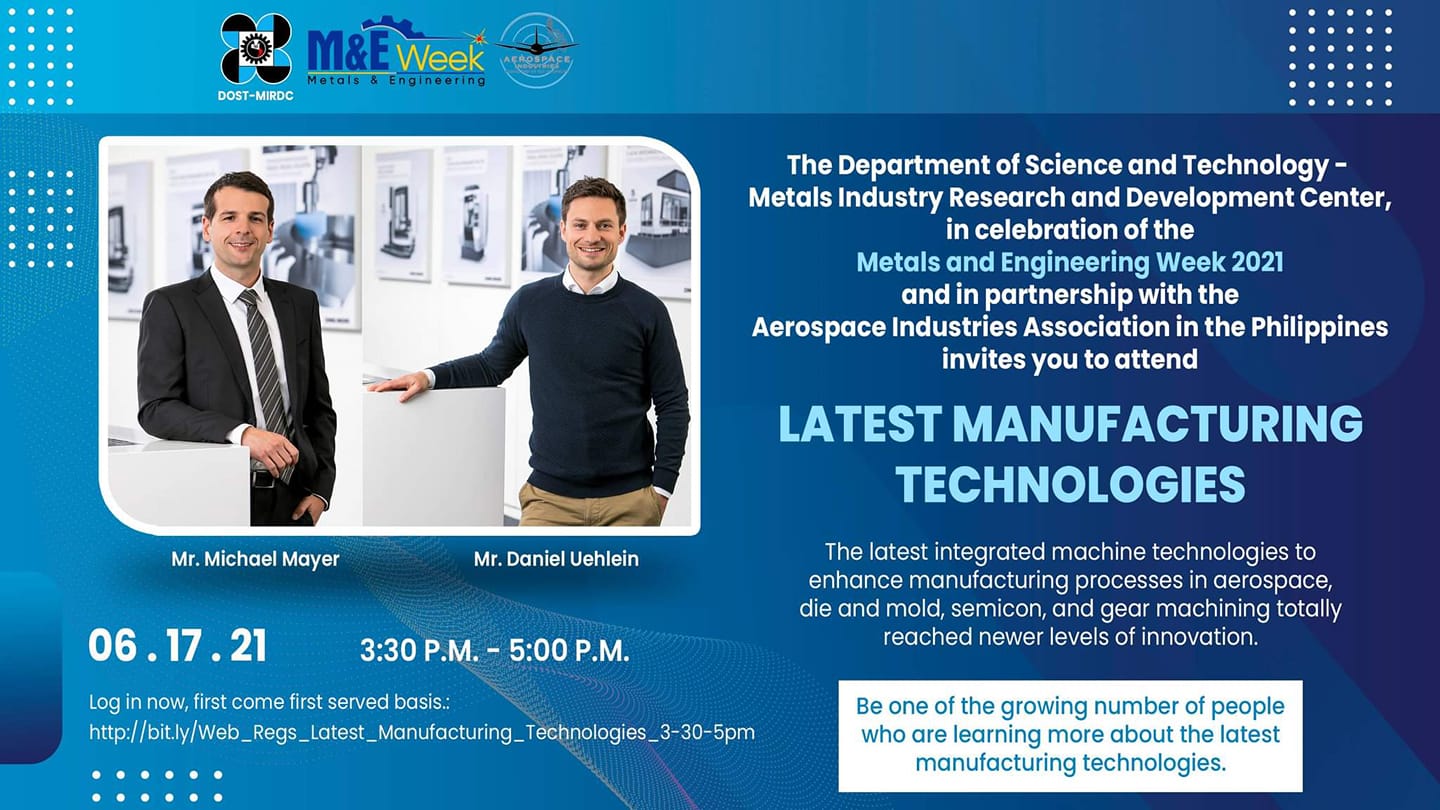 DOST-MIRDC
M&E Week
Metals & Engineering
AEROSPACE
INDUSTRIES
The Department of Science and Technology -
Metals Industry Research and Development Center,
in celebration of the
Metals and Engineering Week 2021
and in partnership with the
Aerospace Industries Association in the Philippines
invites you to attend
LATEST MANUFACTURING
TECHNOLOGIES
The latest integrated machine technologies to
enhance manufacturing processes in aerospace,
die and mold, semicon, and gear machining totally
reached newer levels of innovation.
Be one of the growing number of people
who are learning more about the latest
manufacturing technologies.
Mr. Michael Mayer
Mr. Daniel Uehlein
06 . 17 . 21
3:30 P.M. - 5:00 P.M.
Log in now, first come first served basis.:
http://bit.ly/Web_Regs_Latest_Manufacturing_Technologies_3-30-5pm